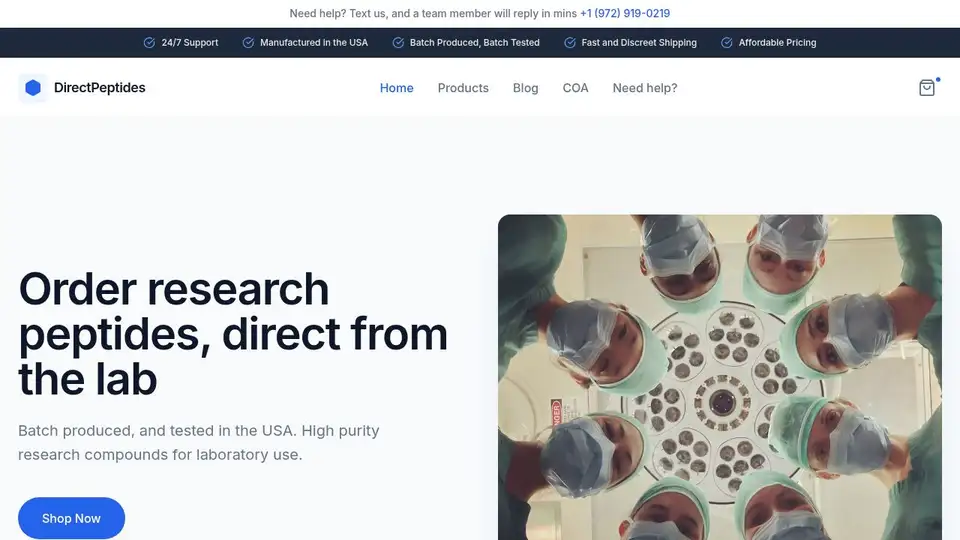 Need help? Text us, and a team member will reply in mins +1 (972) 919-0219
24/7 Support
Manufactured in the USA
Batch Produced, Batch Tested
Fast and Discreet Shipping
Affordable Pricing
DirectPeptides
Home
Products
Blog
COA
Need help?
Order research
peptides, direct from
the lab
Batch produced, and tested in the USA. High purity
research compounds for laboratory use.
Shop Now
DANGER